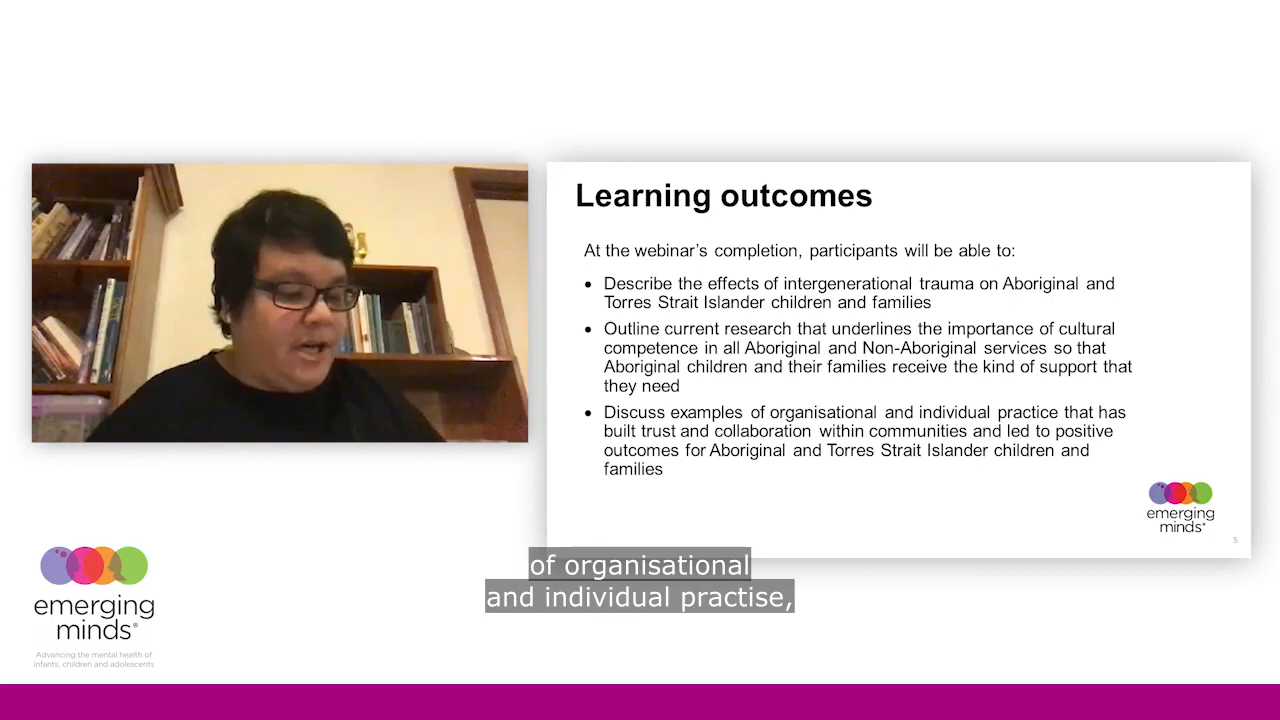 Learning outcomes
At the webinar’s completion, participants will be able to:
• Describe the effects of intergenerational trauma on Aboriginal and
Torres Strait Islander children and families
• Outline current research that underlines the importance of cultural
competence in all Aboriginal and Non-Aboriginal services so that
Aboriginal children and their families receive the kind of support that
they need
• Discuss examples of organisational and individual practice that has
built trust and collaboration within communities and led to positive
outcomes for Aboriginal and Torres Strait Islander children and
families
emerging
minds®
5
of organisational
and individual practise,
emerging
minds®
Advancing the mental health of
infants, children and adolescents